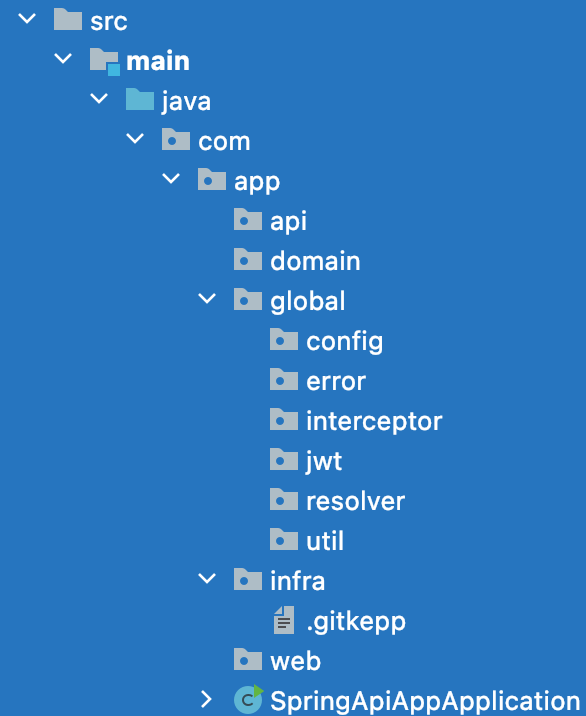 src
main
java
com
app
api
domain
global
config
error
interceptor
jwt
resolver
util
infra
.gitkepp
web
SpringApiAppApplication